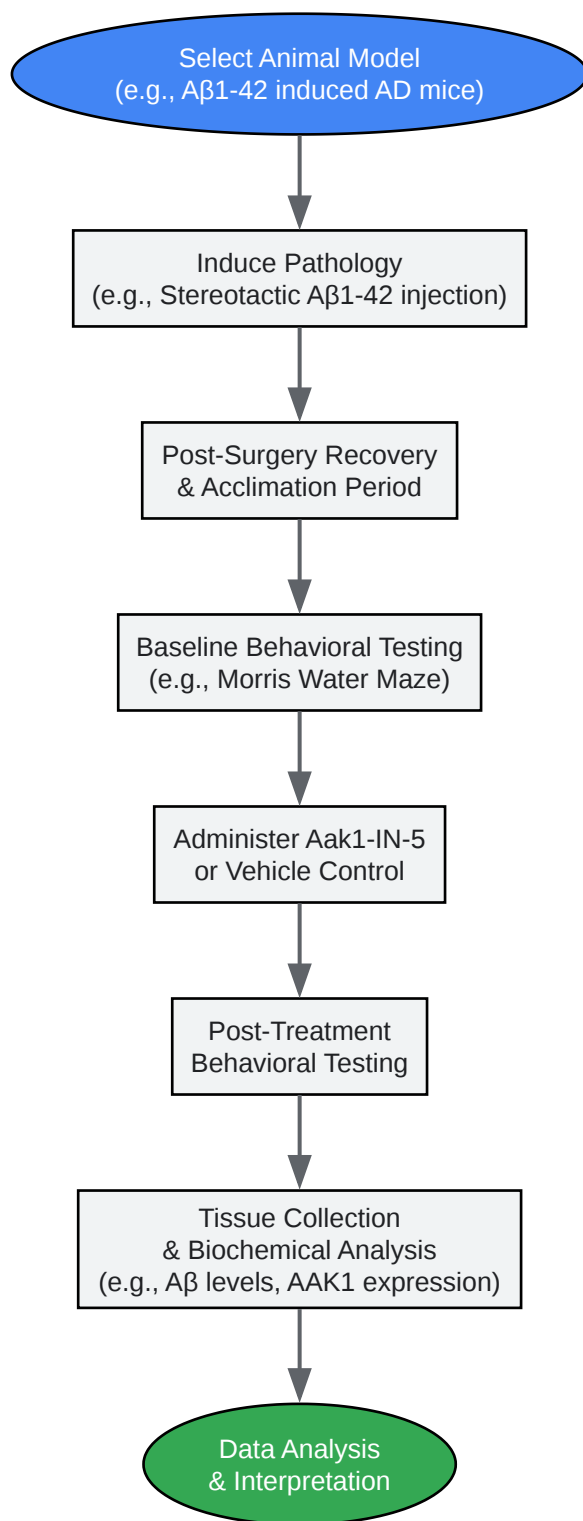 Select Animal Model
(e.g., Aβ1-42 induced AD mice)
Induce Pathology
(e.g., Stereotactic Aβ1-42 injection)
Post-Surgery Recovery
& Acclimation Period
Baseline Behavioral Testing
(e.g., Morris Water Maze)
Administer Aak1-IN-5
or Vehicle Control
Post-Treatment
Behavioral Testing
Tissue Collection
& Biochemical Analysis
(e.g., Aβ levels, AAK1 expression)
Data Analysis
& Interpretation